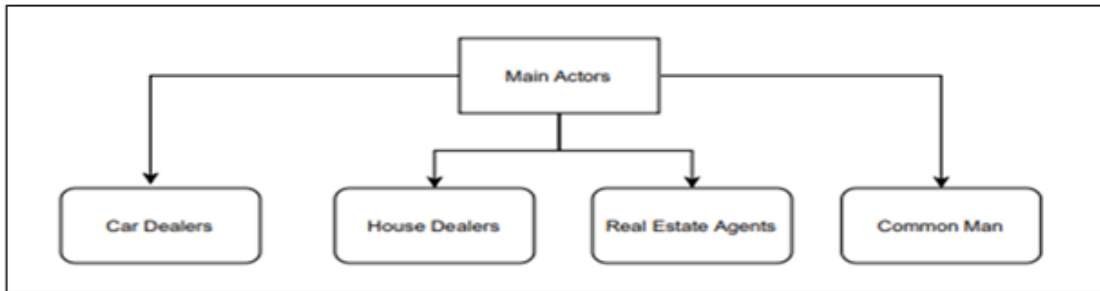 Main Actors
Car Dealers
House Dealers
Real Estate Agents
Common Man